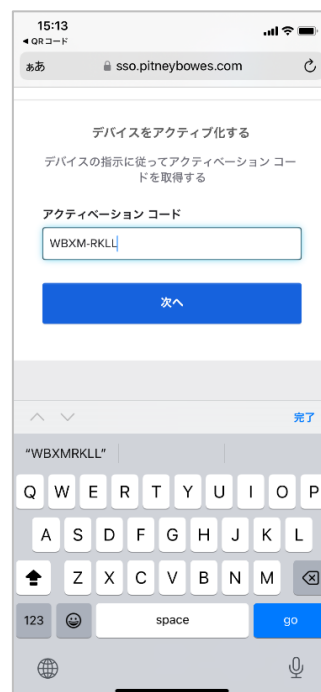 15:13
◀ QRコード
ああ sso.pitneybowes.com
デバイスをアクティブ化する
デバイスの指示に従ってアクティベーション コー
ドを取得する
アクティベーション コード
WBXM-RKLL
次へ
完了
“WBXMRKLL”
Q W E R T Y U I O P
A S D F G H J K L
Z X C V B N M
123 space go